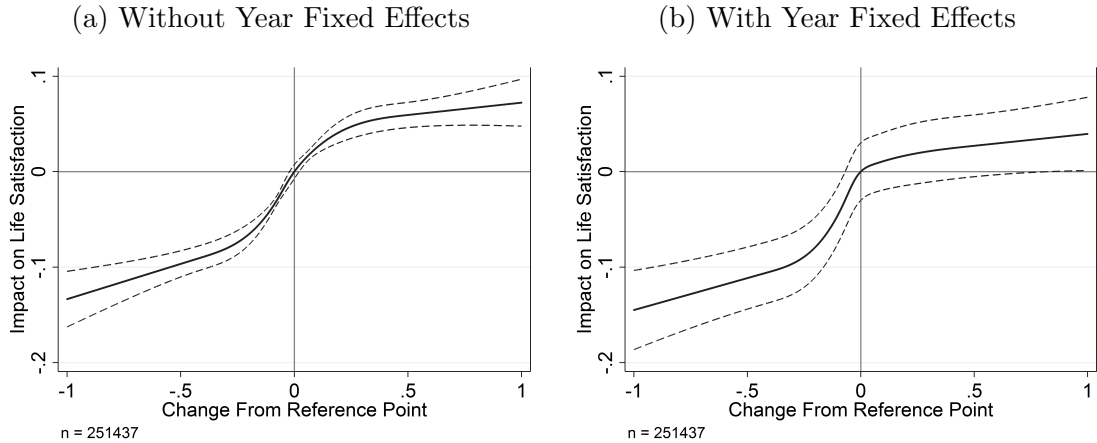 (a) Without Year Fixed Effects
Impact on Life Satisfaction
.1
0
-.1
-.2
-1
-.5
0
.5
1
Change From Reference Point
n = 251437
(b) With Year Fixed Effects
Impact on Life Satisfaction
.1
0
-.1
-.2
-1
-.5
0
.5
1
Change From Reference Point
n = 251437